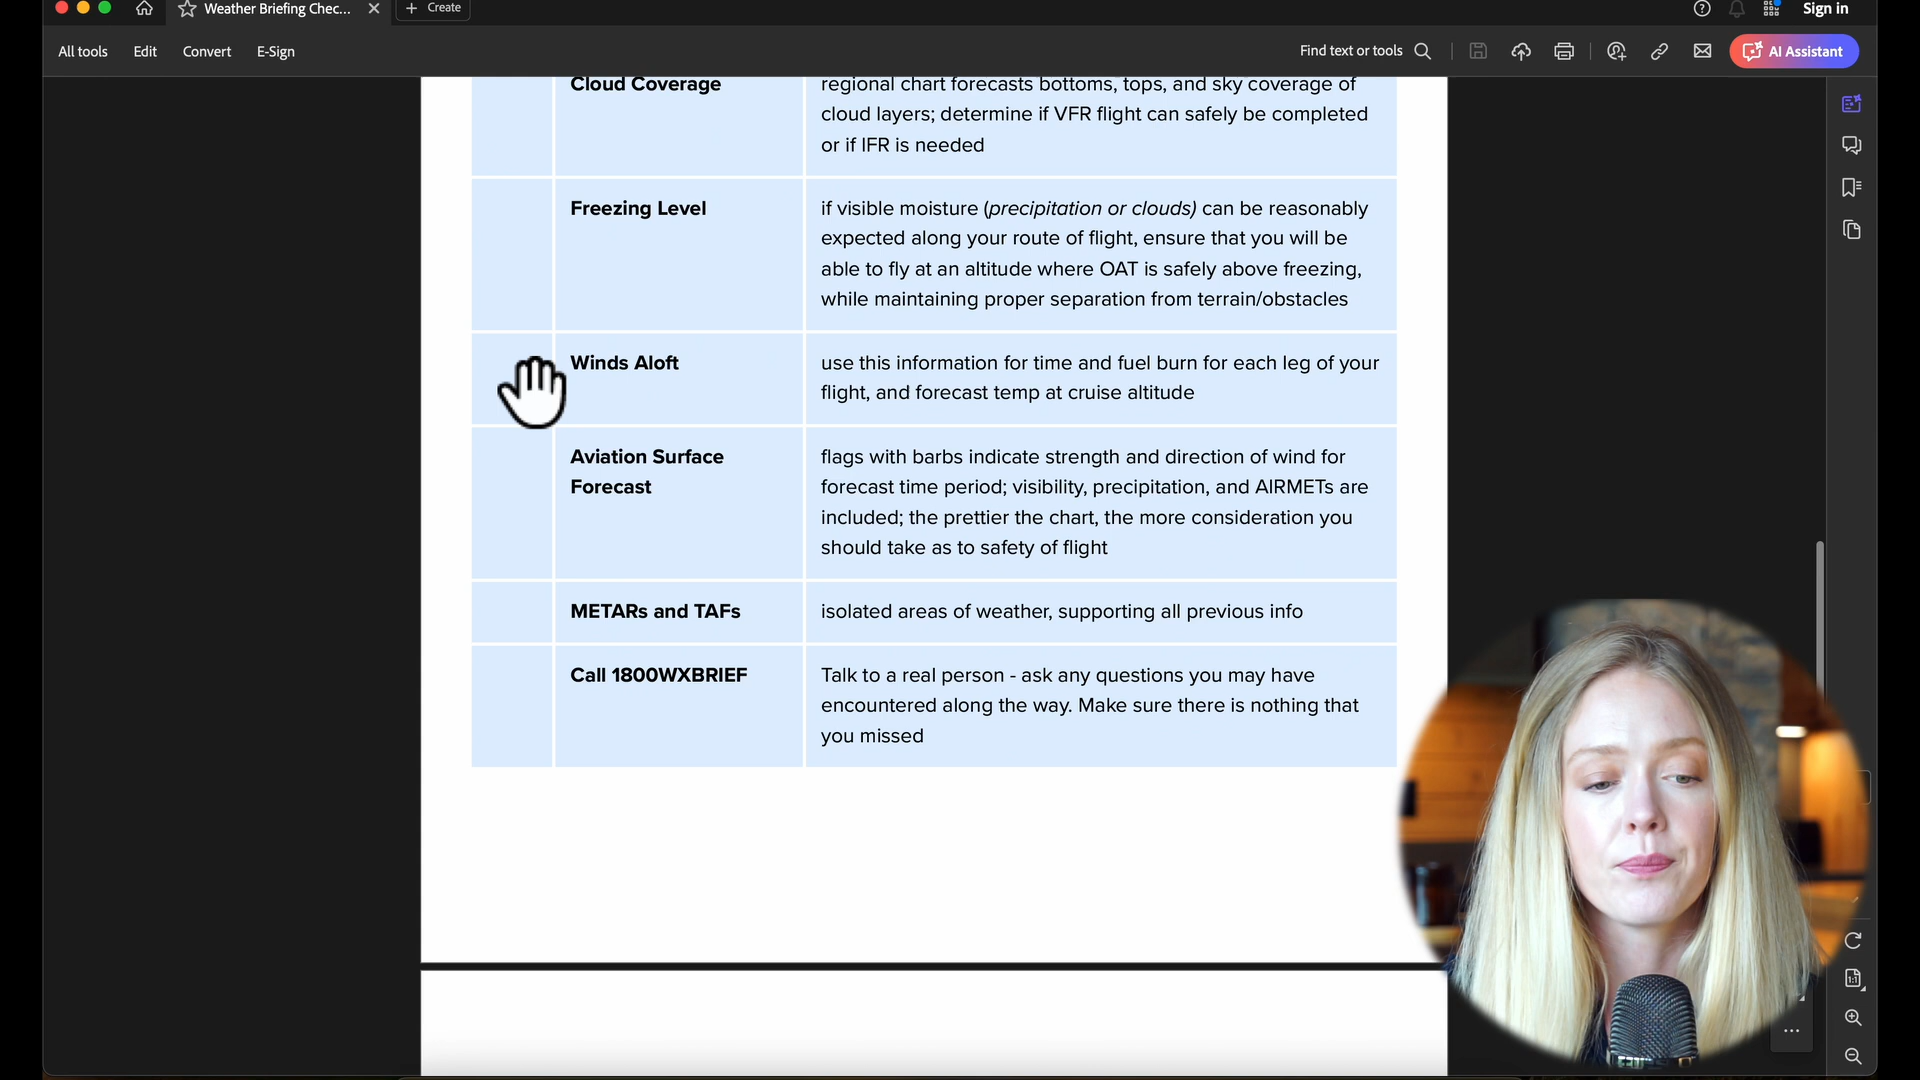 Weather Briefing Chec...
Create
Sign in
All tools
Edit
Convert
E-Sign
Find text or tools
AI Assistant
Cloud Coverage
regional chart forecasts bottoms, tops, and sky coverage of
cloud layers; determine if VFR flight can safely be completed
or if IFR is needed
Freezing Level
if visible moisture (precipitation or clouds) can be reasonably
expected along your route of flight, ensure that you will be
able to fly at an altitude where OAT is safely above freezing,
while maintaining proper separation from terrain/obstacles
Winds Aloft
use this information for time and fuel burn for each leg of your
flight, and forecast temp at cruise altitude
Aviation Surface
Forecast
flags with barbs indicate strength and direction of wind for
forecast time period; visibility, precipitation, and AIRMETs are
included; the prettier the chart, the more consideration you
should take as to safety of flight
METARs and TAFs
isolated areas of weather, supporting all previous info
Call 1800WXBRIEF
Talk to a real person - ask any questions you may have
encountered along the way. Make sure there is nothing that
you missed
1:1